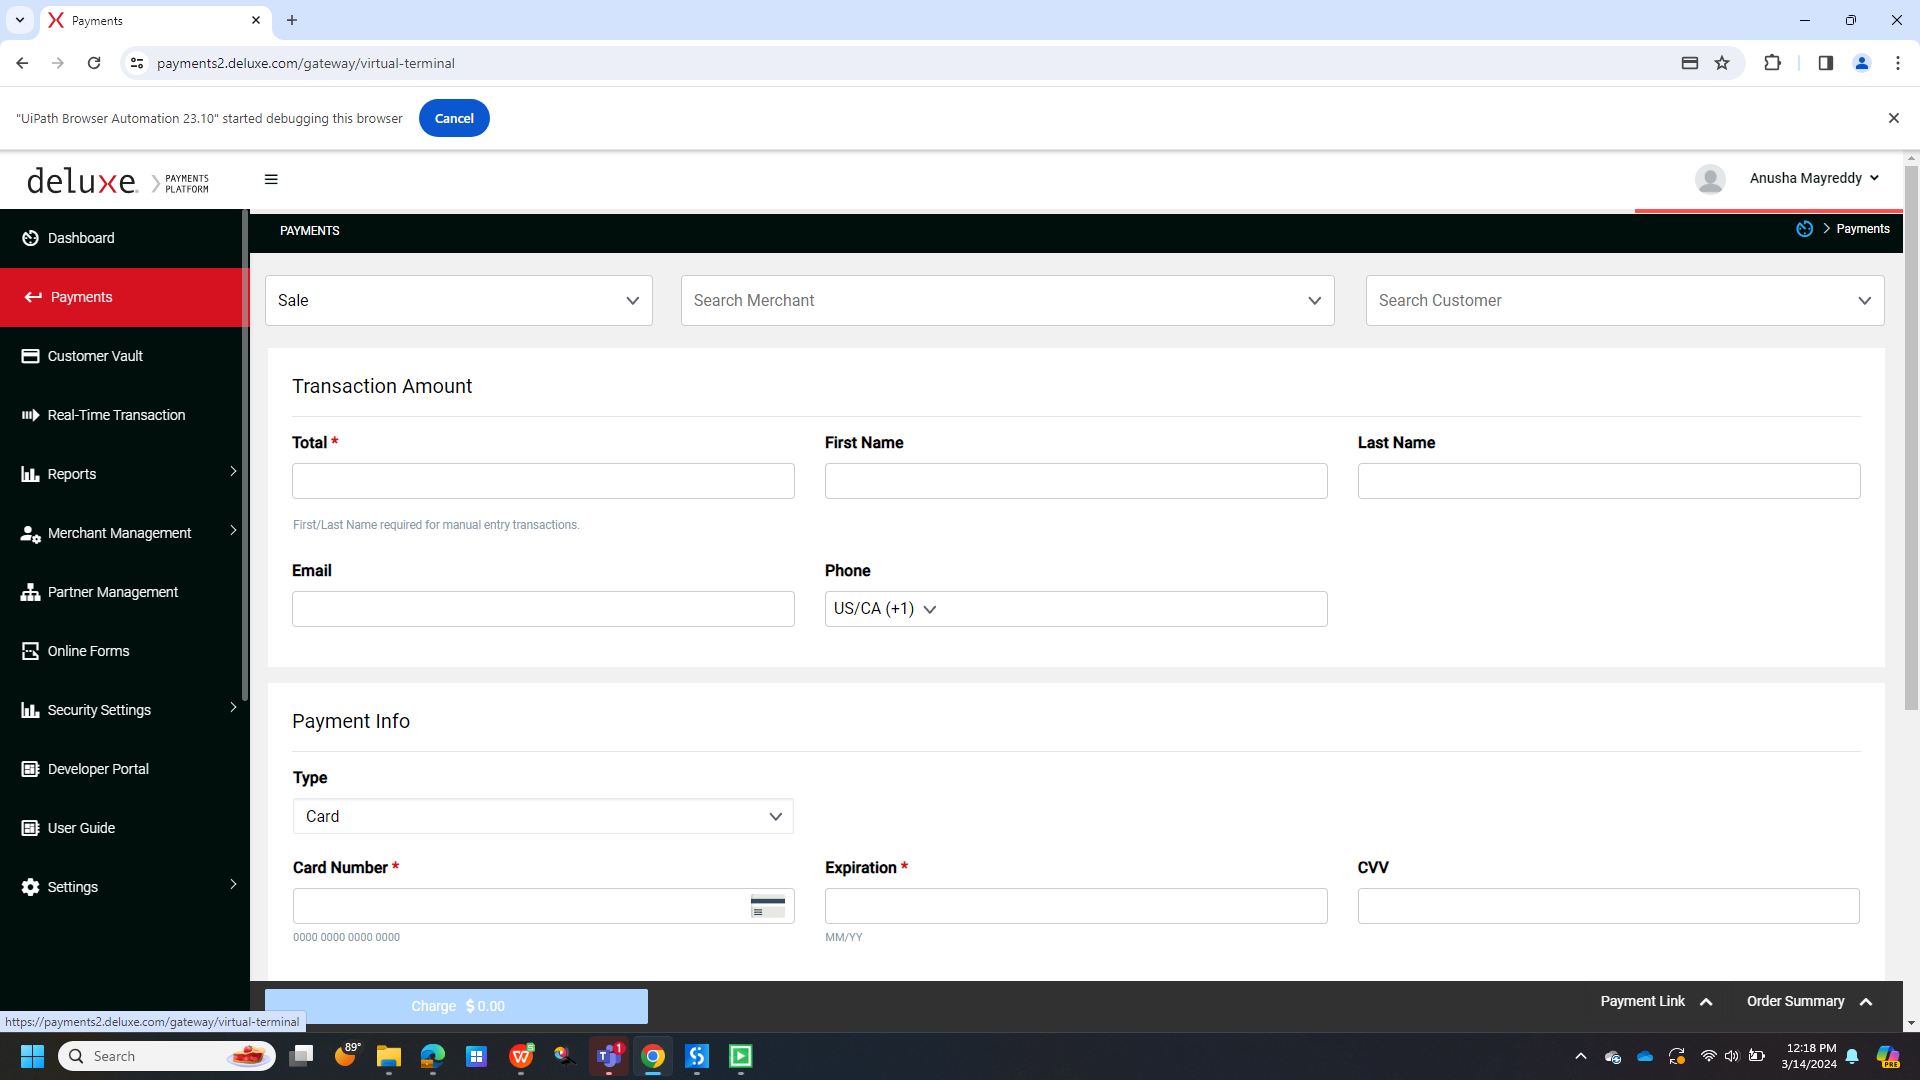 Payments
payments2.deluxe.com/gateway/virtual-terminal
"UiPath Browser Automation 23.10" started debugging this browser
Cancel
deluxe. PAYMENTS PLATFORM
Anusha Mayreddy
Dashboard
Payments
Customer Vault
Real-Time Transaction
Reports
Merchant Management
Partner Management
Online Forms
Security Settings
Developer Portal
User Guide
Settings
PAYMENTS
Payments
Sale
Search Merchant
Search Customer
Transaction Amount
Total *
First Name
Last Name
First/Last Name required for manual entry transactions.
Email
Phone
US/CA (+1)
Payment Info
Type
Card
Card Number *
Expiration *
CVV
0000 0000 0000 0000
MM/YY
Charge $ 0.00
Payment Link
Order Summary
https://payments2.deluxe.com/gateway/virtual-terminal
Search
89°
1
PRE
12:18 PM
3/14/2024